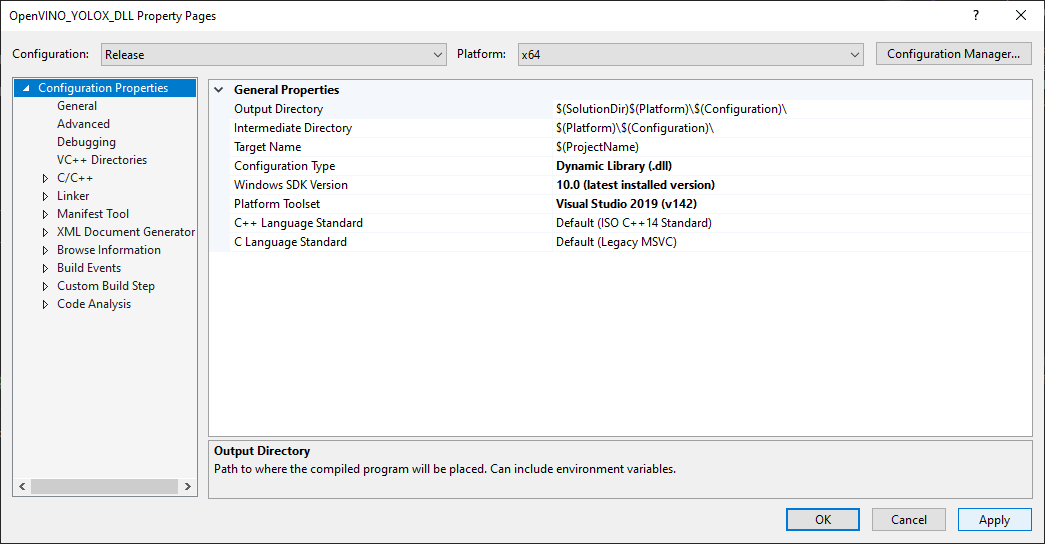 OpenVINO_YOLOX_DLL Property Pages
?
Configuration: Release Platform: x64 Configuration Manager...
Configuration Properties
General
Advanced
Debugging
VC++ Directories
C/C++
Linker
Manifest Tool
XML Document Generator
Browse Information
Build Events
Custom Build Step
Code Analysis
General Properties
Output Directory $(SolutionDir)$(Platform)\$(Configuration)\
Intermediate Directory $(Platform)\$(Configuration)\
Target Name $(ProjectName)
Configuration Type Dynamic Library (.dll)
Windows SDK Version 10.0 (latest installed version)
Platform Toolset Visual Studio 2019 (v142)
C++ Language Standard Default (ISO C++14 Standard)
C Language Standard Default (Legacy MSVC)
Output Directory
Path to where the compiled program will be placed. Can include environment variables.
OK Cancel Apply